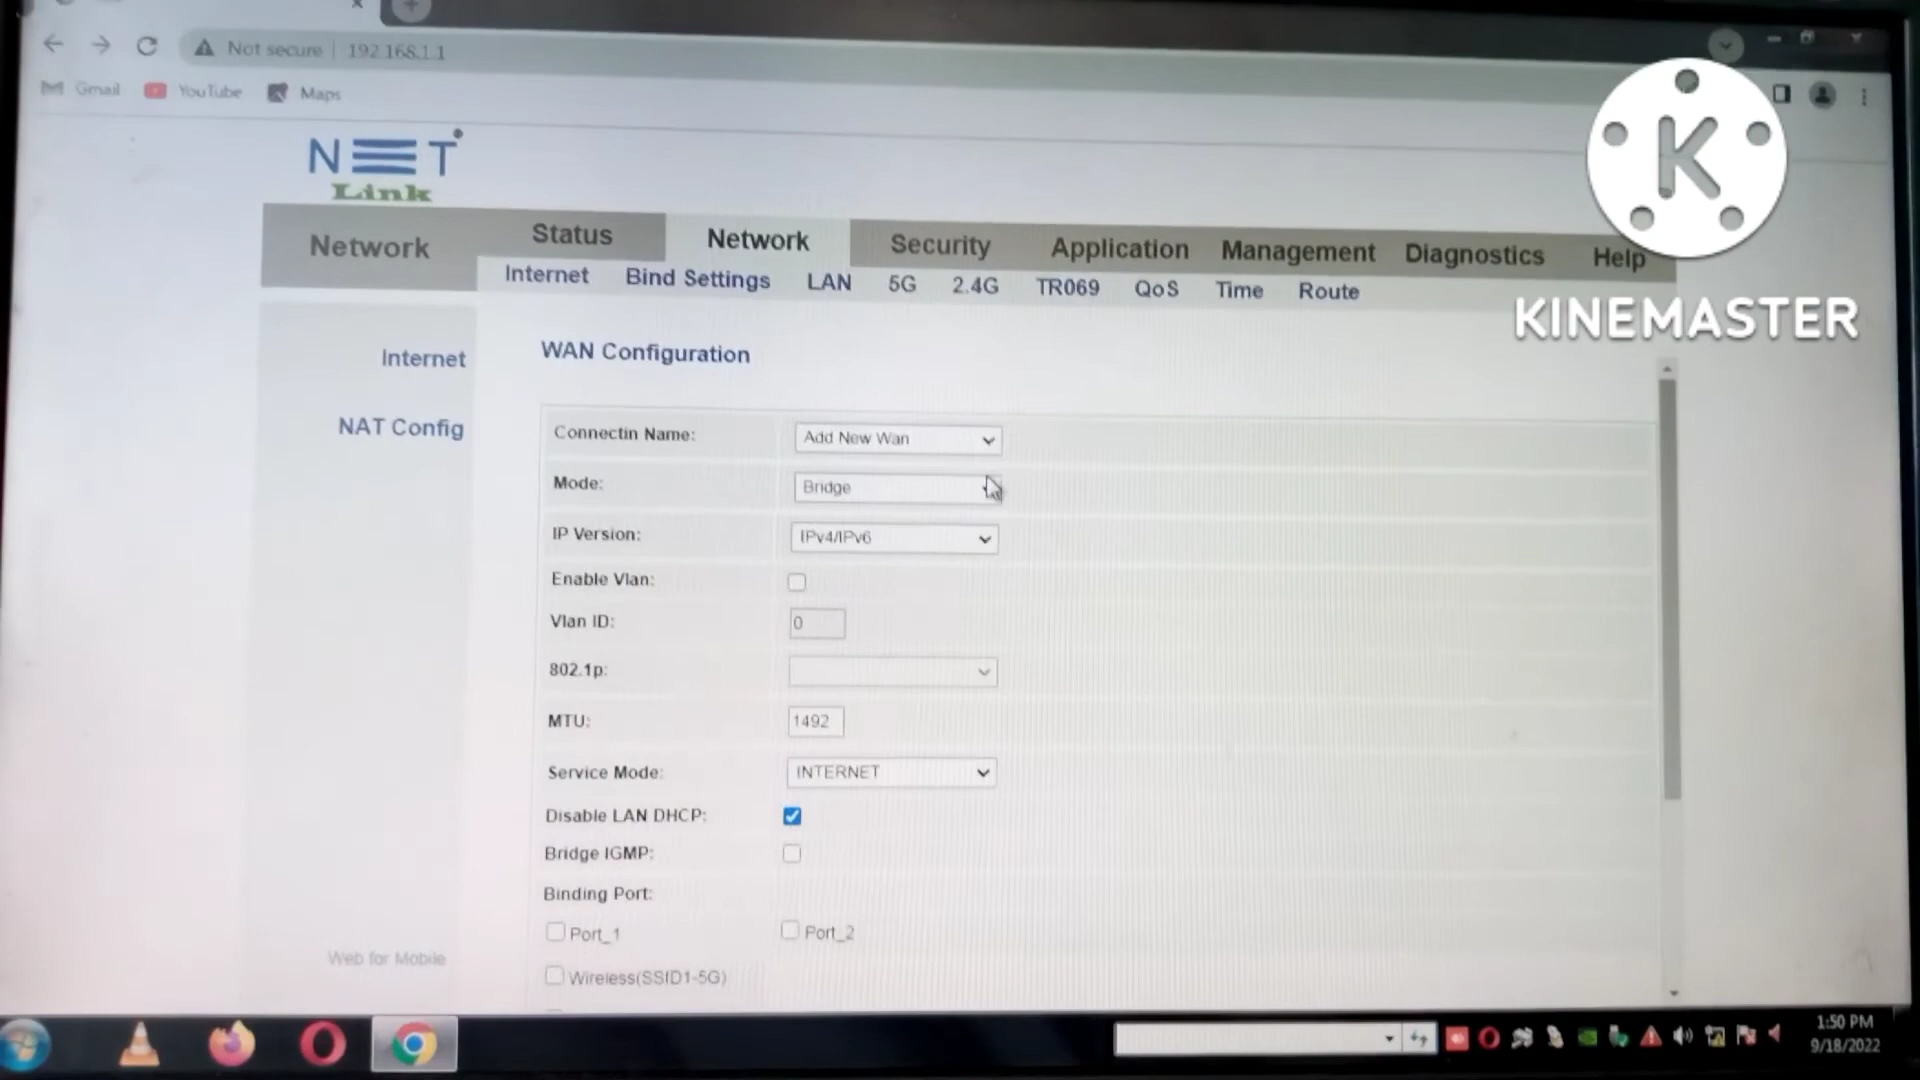 Not secure | 192.168.1.1
Gmail YouTube Maps
NET
Link
K
KINEMASTER
Network Status Network Security Application Management Diagnostics Help
Internet Bind Settings LAN 5G 2.4G TR069 QoS Time Route
Internet
NAT Config
WAN Configuration
Connectin Name: Add New Wan
Mode: Bridge
IP Version: IPv4/IPv6
Enable Vlan:
Vlan ID: 0
802.1p:
MTU: 1492
Service Mode: INTERNET
Disable LAN DHCP:
Bridge IGMP:
Binding Port:
Port_1 Port_2
Wireless(SSID1-5G)
Web for Mobile
1:50 PM
9/18/2022